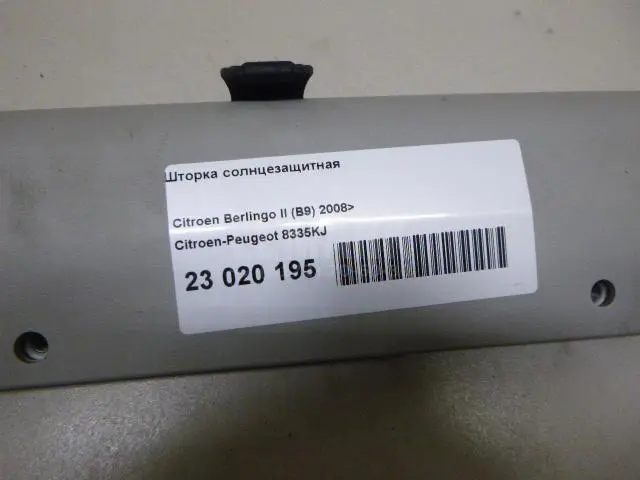 Шторка солнцезащитная
Citroen Berlingo II (B9) 2008>
Citroen-Peugeot 8335KJ
23 020 195